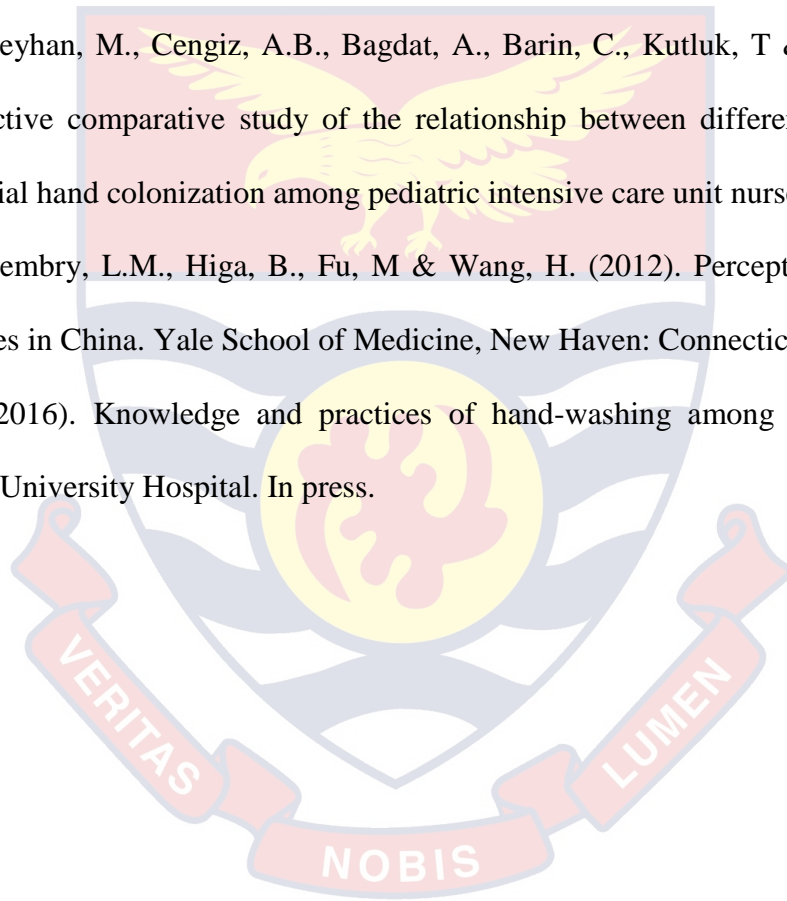 eyhan, M., Cengiz, A.B., Bagdat, A., Barin, C., Kutluk, T &
ctive comparative study of the relationship between differe
ial hand colonization among pediatric intensive care unit nurs
embry, L.M., Higa, B., Fu, M & Wang, H. (2012). Percept
es in China. Yale School of Medicine, New Haven: Connectic
2016). Knowledge and practices of hand-washing among
University Hospital. In press.
VERITAS
NOBIS
LUMEN